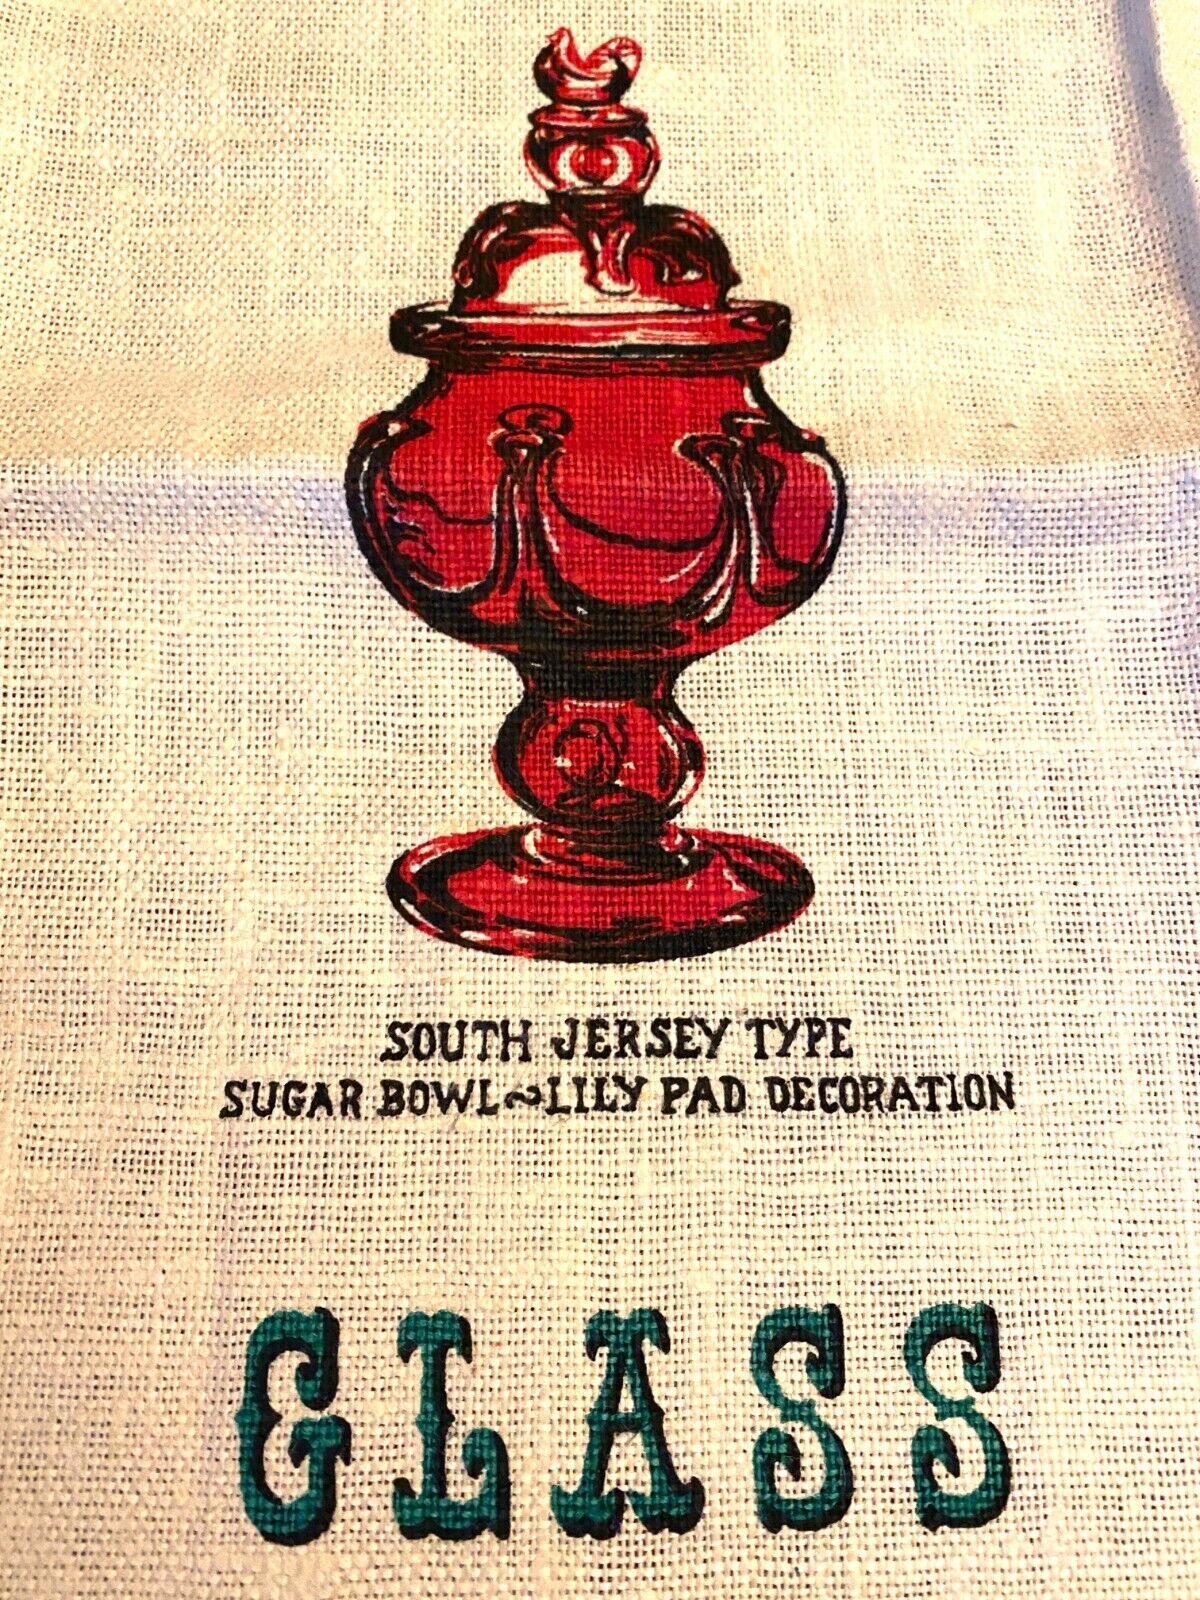 SOUTH JERSEY TYPE
SUGAR BOWL~LILY PAD DECORATION
GLASS